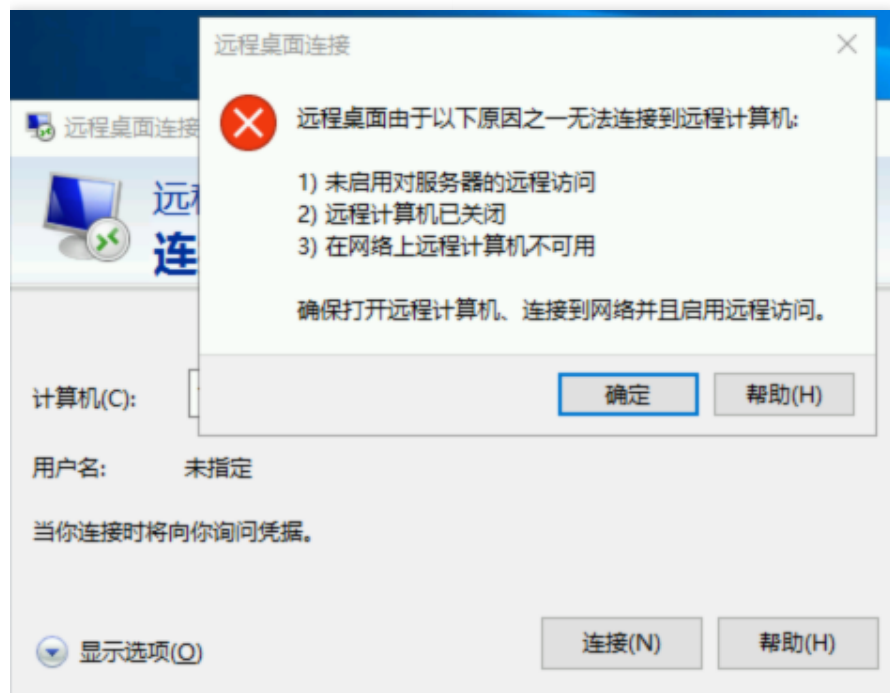 远程桌面连接
远程桌面由于以下原因之一无法连接到远程计算机:
1) 未启用对服务器的远程访问
2) 远程计算机已关闭
3) 在网络上远程计算机不可用
确保打开远程计算机、连接到网络并且启用远程访问。
确定
帮助(H)
远程桌面连接
远程
连
计算机(C):
用户名:
未指定
当你连接时将向你询问凭据。
显示选项(O)
连接(N)
帮助(H)